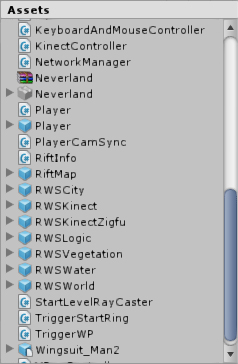 Assets
KeyboardAndMouseController
KinectController
NetworkManager
Neverland
Neverland
Player
Player
PlayerCamSync
RiftInfo
RiftMap
RWSCity
RWSKinect
RWSKinectZigfu
RWSLogic
RWSVegetation
RWSWater
RWSWorld
StartLevelRayCaster
TriggerStartRing
TriggerWP
Wingsuit_Man2